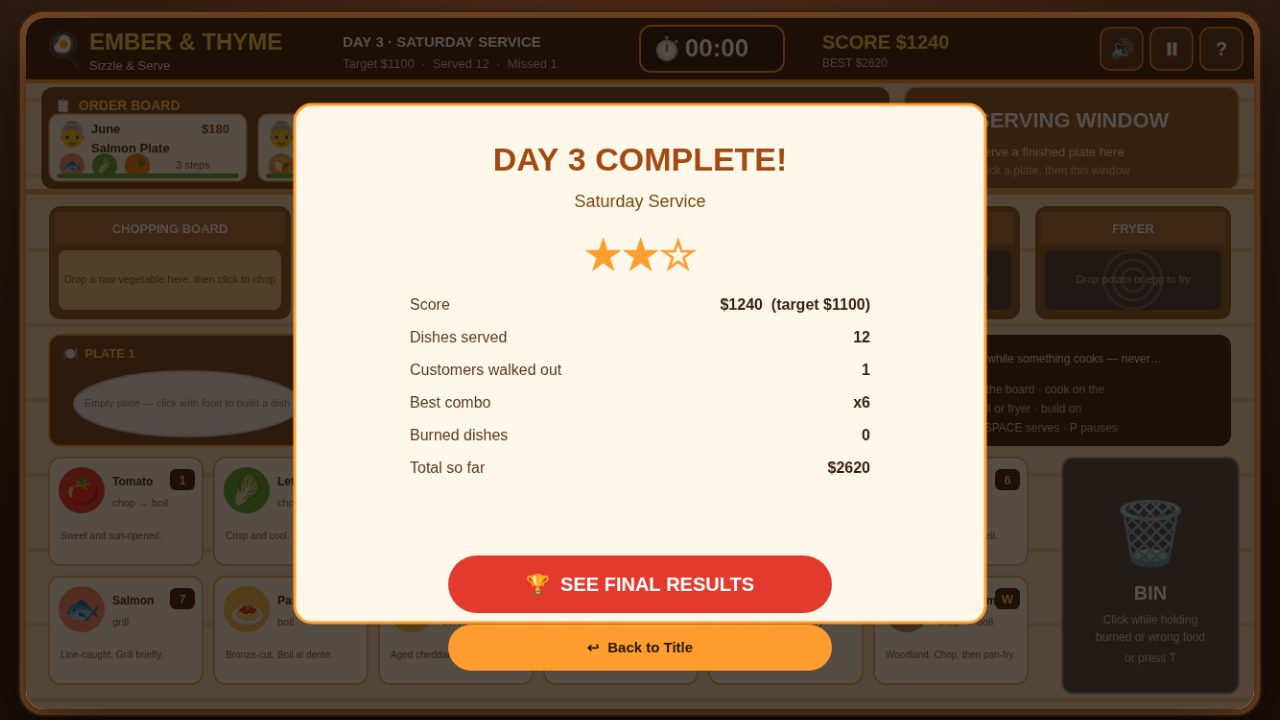 EMBER & THYME
Sizzle & Serve
DAY 3 · SATURDAY SERVICE
Target $1100 · Served 12 · Missed 1
00:00
SCORE $1240
BEST $2620
?
ORDER BOARD
June $180
Salmon Plate
3 steps
SERVING WINDOW
serve a finished plate here
click a plate, then this window
DAY 3 COMPLETE!
Saturday Service
Score $1240 (target $1100)
Dishes served 12
Customers walked out 1
Best combo x6
Burned dishes 0
Total so far $2620
SEE FINAL RESULTS
Back to Title
CHOPPING BOARD
Drop a raw vegetable here, then click to chop
FRYER
Drop potato or egg to fry
PLATE 1
Empty plate — click with food to build a dish
while something cooks — never…
the board · cook on the
or fryer · build on
SPACE serves · P pauses
Tomato 1
chop → boil
Sweet and sun-ripened.
Crisp and cool.
6
Salmon 7
grill
Line-caught. Grill briefly.
boil
Bronze-cut. Boil al dente.
Aged cheddar
W
Woodland. Chop, then pan-fry.
BIN
Click while holding
burned or wrong food
or press T